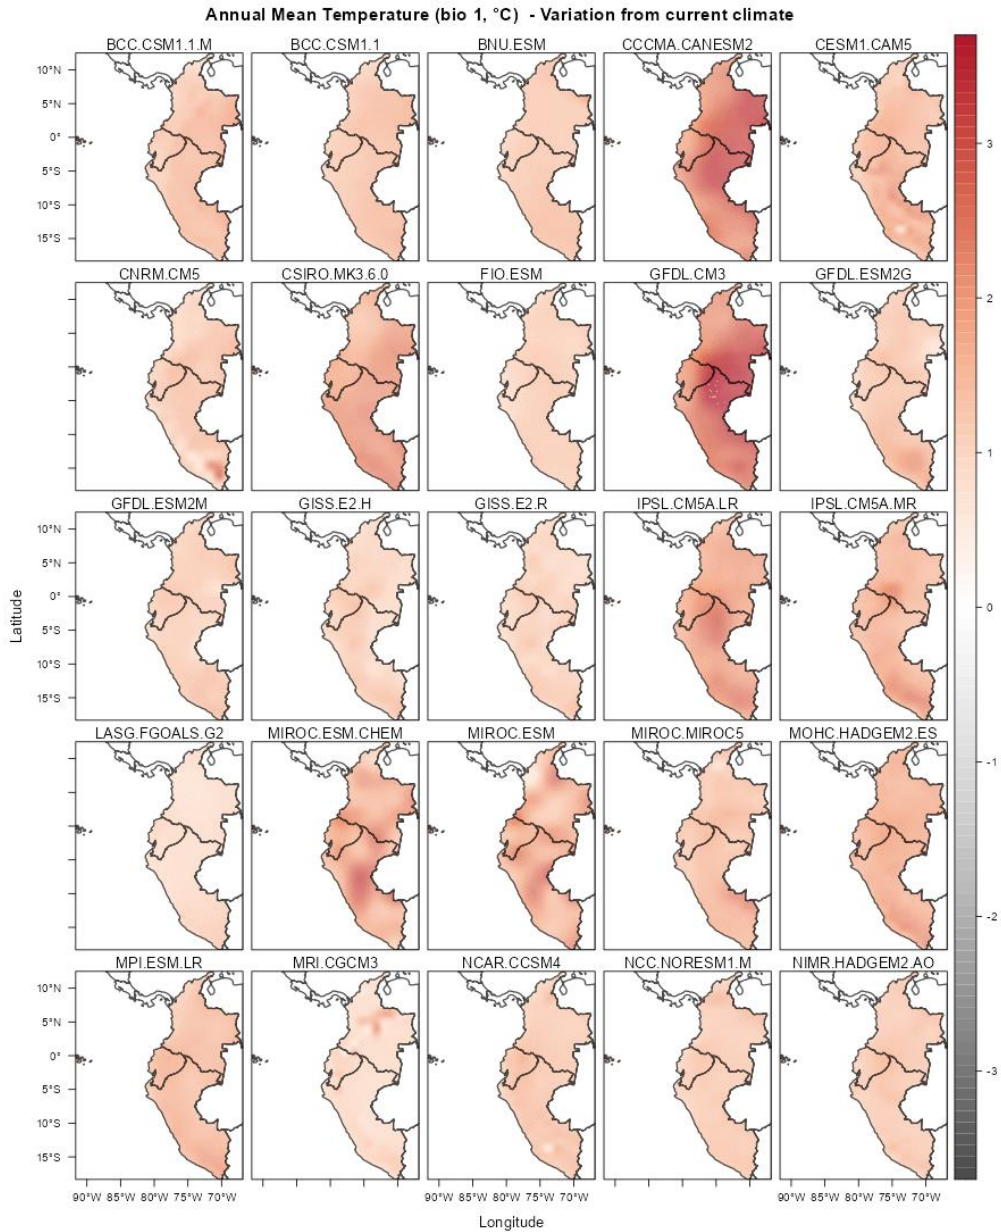 Annual Mean Temperature (bio 1, °C) - Variation from current climate
BCC.CSM1.1.M BCC.CSM1.1 BNU.ESM CCCMA.CANESM2 CESM1.CAM5
10°N
5°N
0°
5°S
10°S
15°S
CNRM.CM5 CSIRO.MK3.6.0 FIO.ESM GFDL.CM3 GFDL.ESM2G
GFDL.ESM2M GISS.E2.H GISS.E2.R IPSL.CM5A.LR IPSL.CM5A.MR
10°N
5°N
0°
5°S
10°S
15°S
LASG.FGOALS.G2 MIROC.ESM.CHEM MIROC.ESM MIROC.MIROC5 MOHC.HADGEM2.ES
MPI.ESM.LR MRI.CGCM3 NCAR.CCSM4 NCC.NORESM1.M NIMR.HADGEM2.AO
10°N
5°N
0°
5°S
10°S
15°S
90°W 85°W 80°W 75°W 70°W 90°W 85°W 80°W 75°W 70°W 90°W 85°W 80°W 75°W 70°W
Longitude
Latitude
3
2
1
0
-1
-2
-3